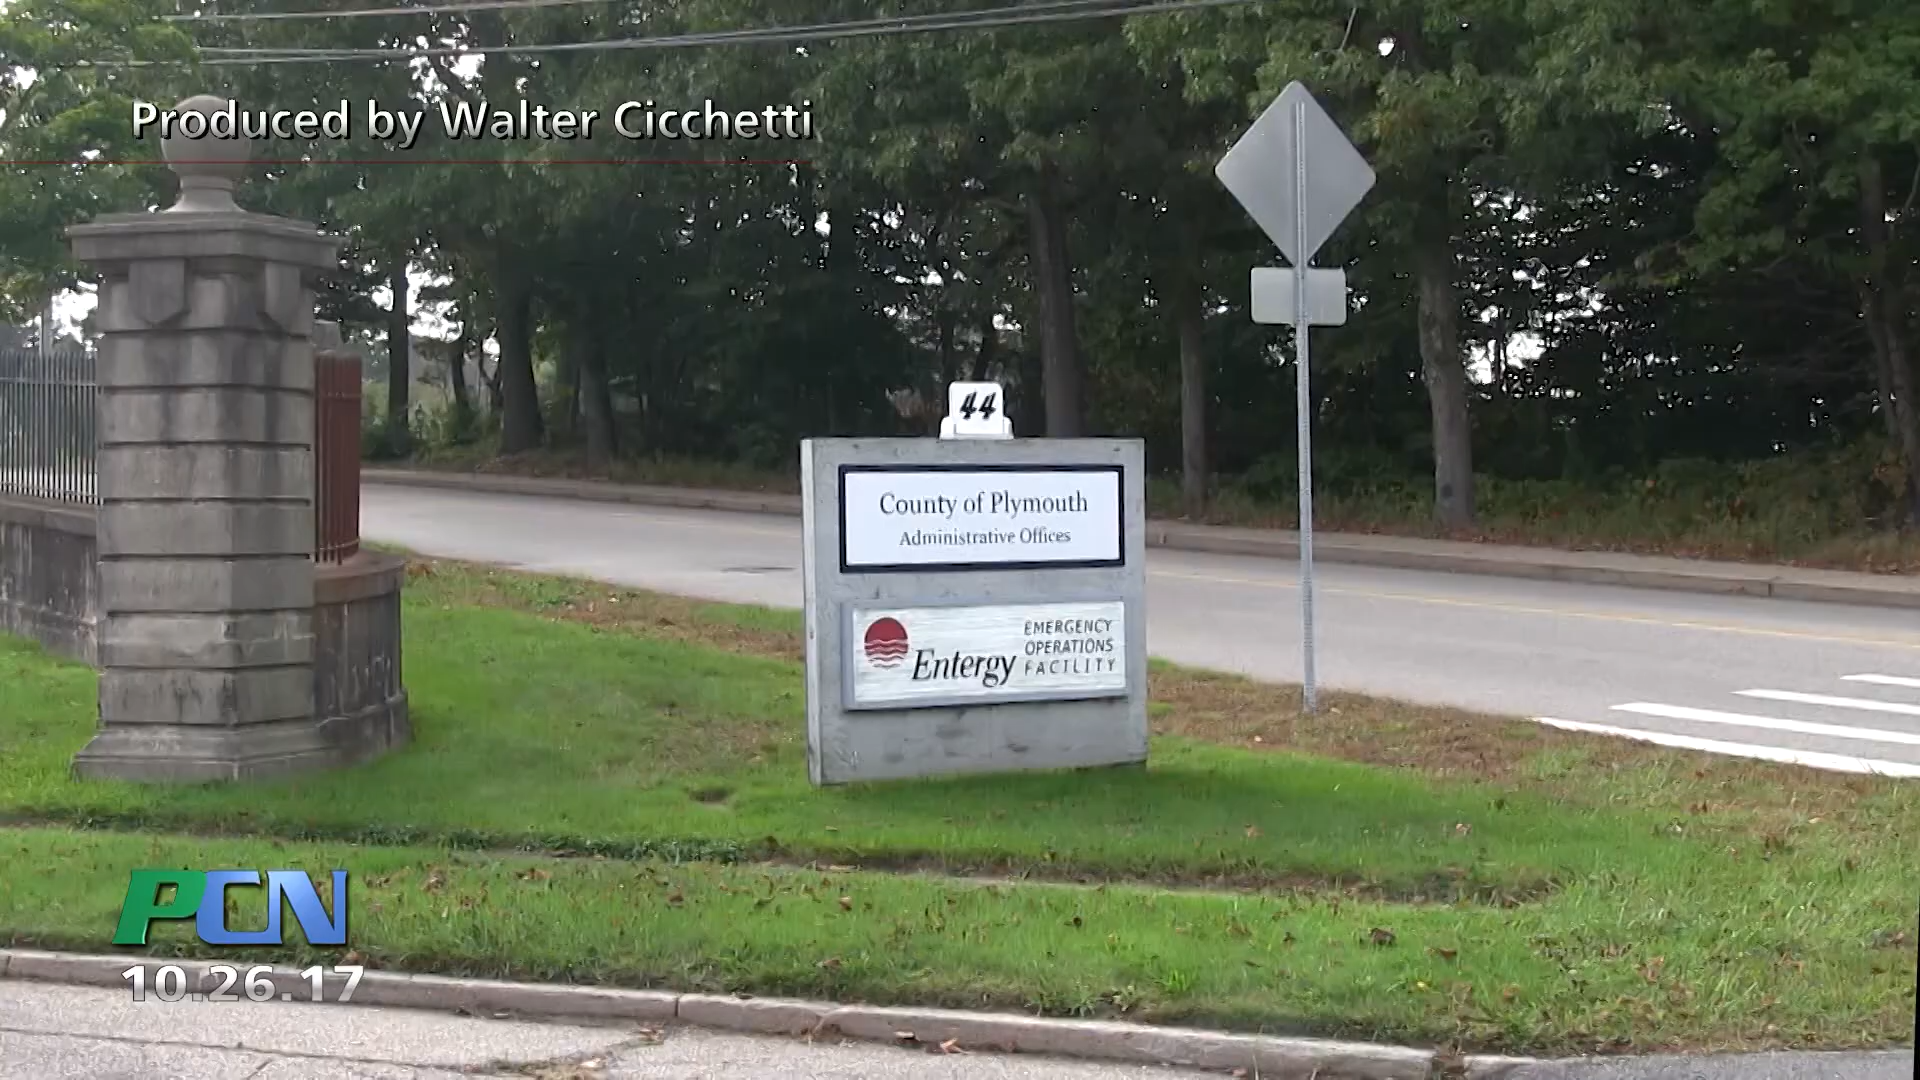 Produced by Walter Cicchetti
44
County of Plymouth
Administrative Offices
Entergy
EMERGENCY
OPERATIONS
FACILITY
PCN
10.26.17